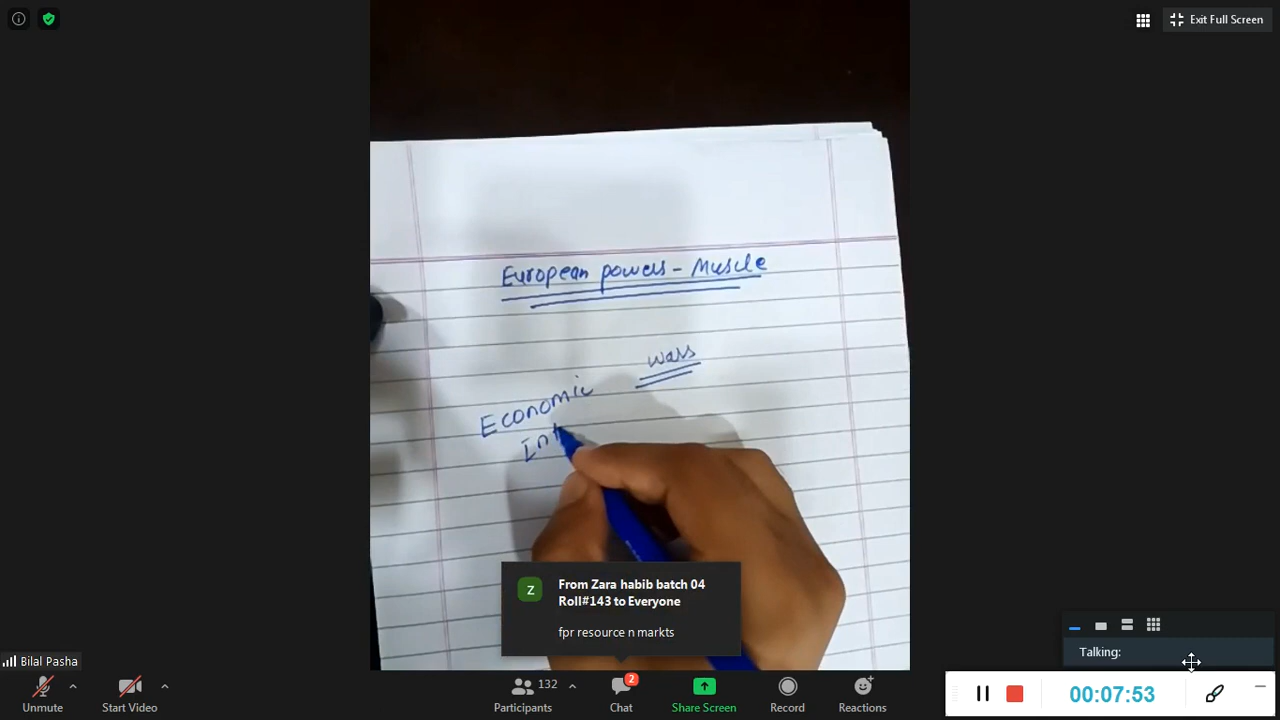 Exit Full Screen
European powers - Muscle
wars
Economic
Int
Z
From Zara habib batch 04
Roll#143 to Everyone
fpr resource n markts
Talking:
Bilal Pasha
132
2
Unmute
Start Video
Participants
Chat
Share Screen
Record
Reactions
00:07:53